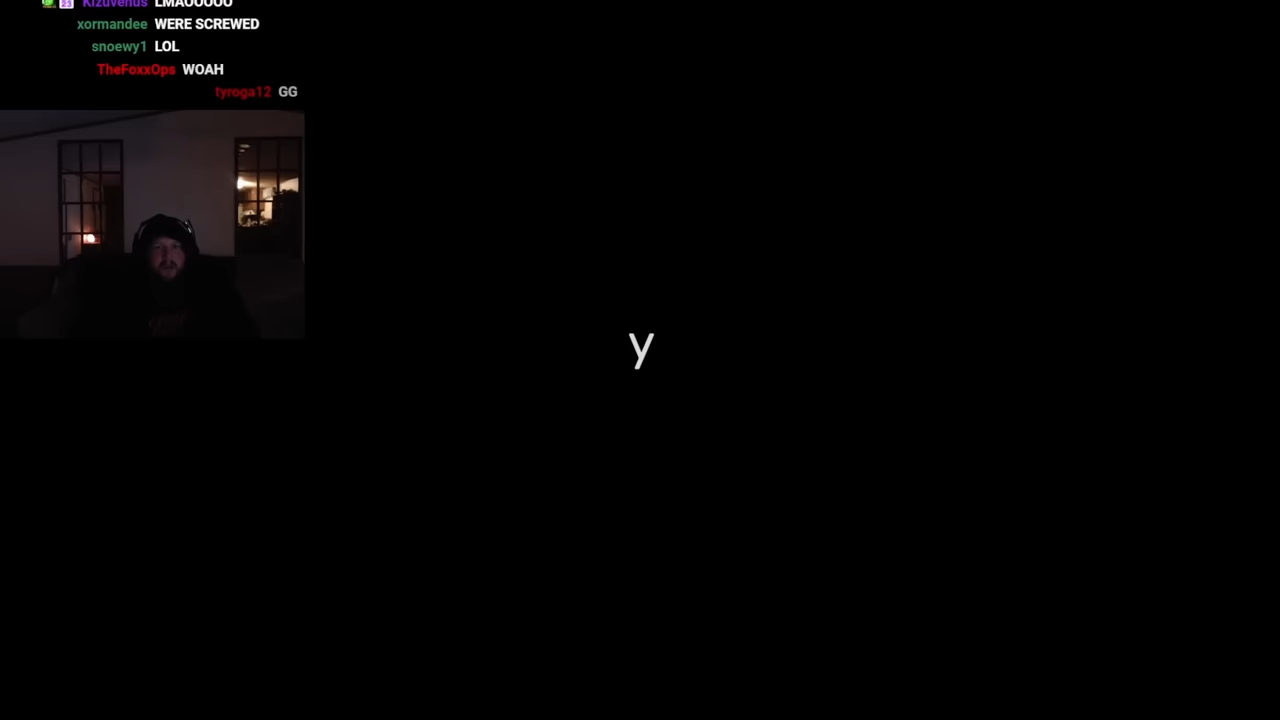 Kizuvenus LMAOOOOO
xormandee WERE SCREWED
snoewy1 LOL
TheFoxxOps WOAH
tyroga12 GG
y